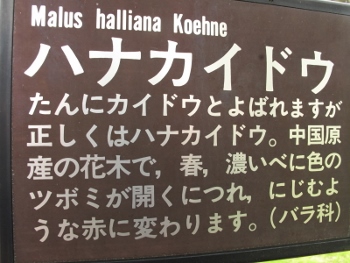 Malus halliana Koehne
ハナカイドウ
たんにカイドウとよばれますが
正しくはハナカイドウ。中国原
産の花木で，春，濃いべに色の
ツボミが開くにつれ，にじむよ
うな赤に変わります。（バラ科）